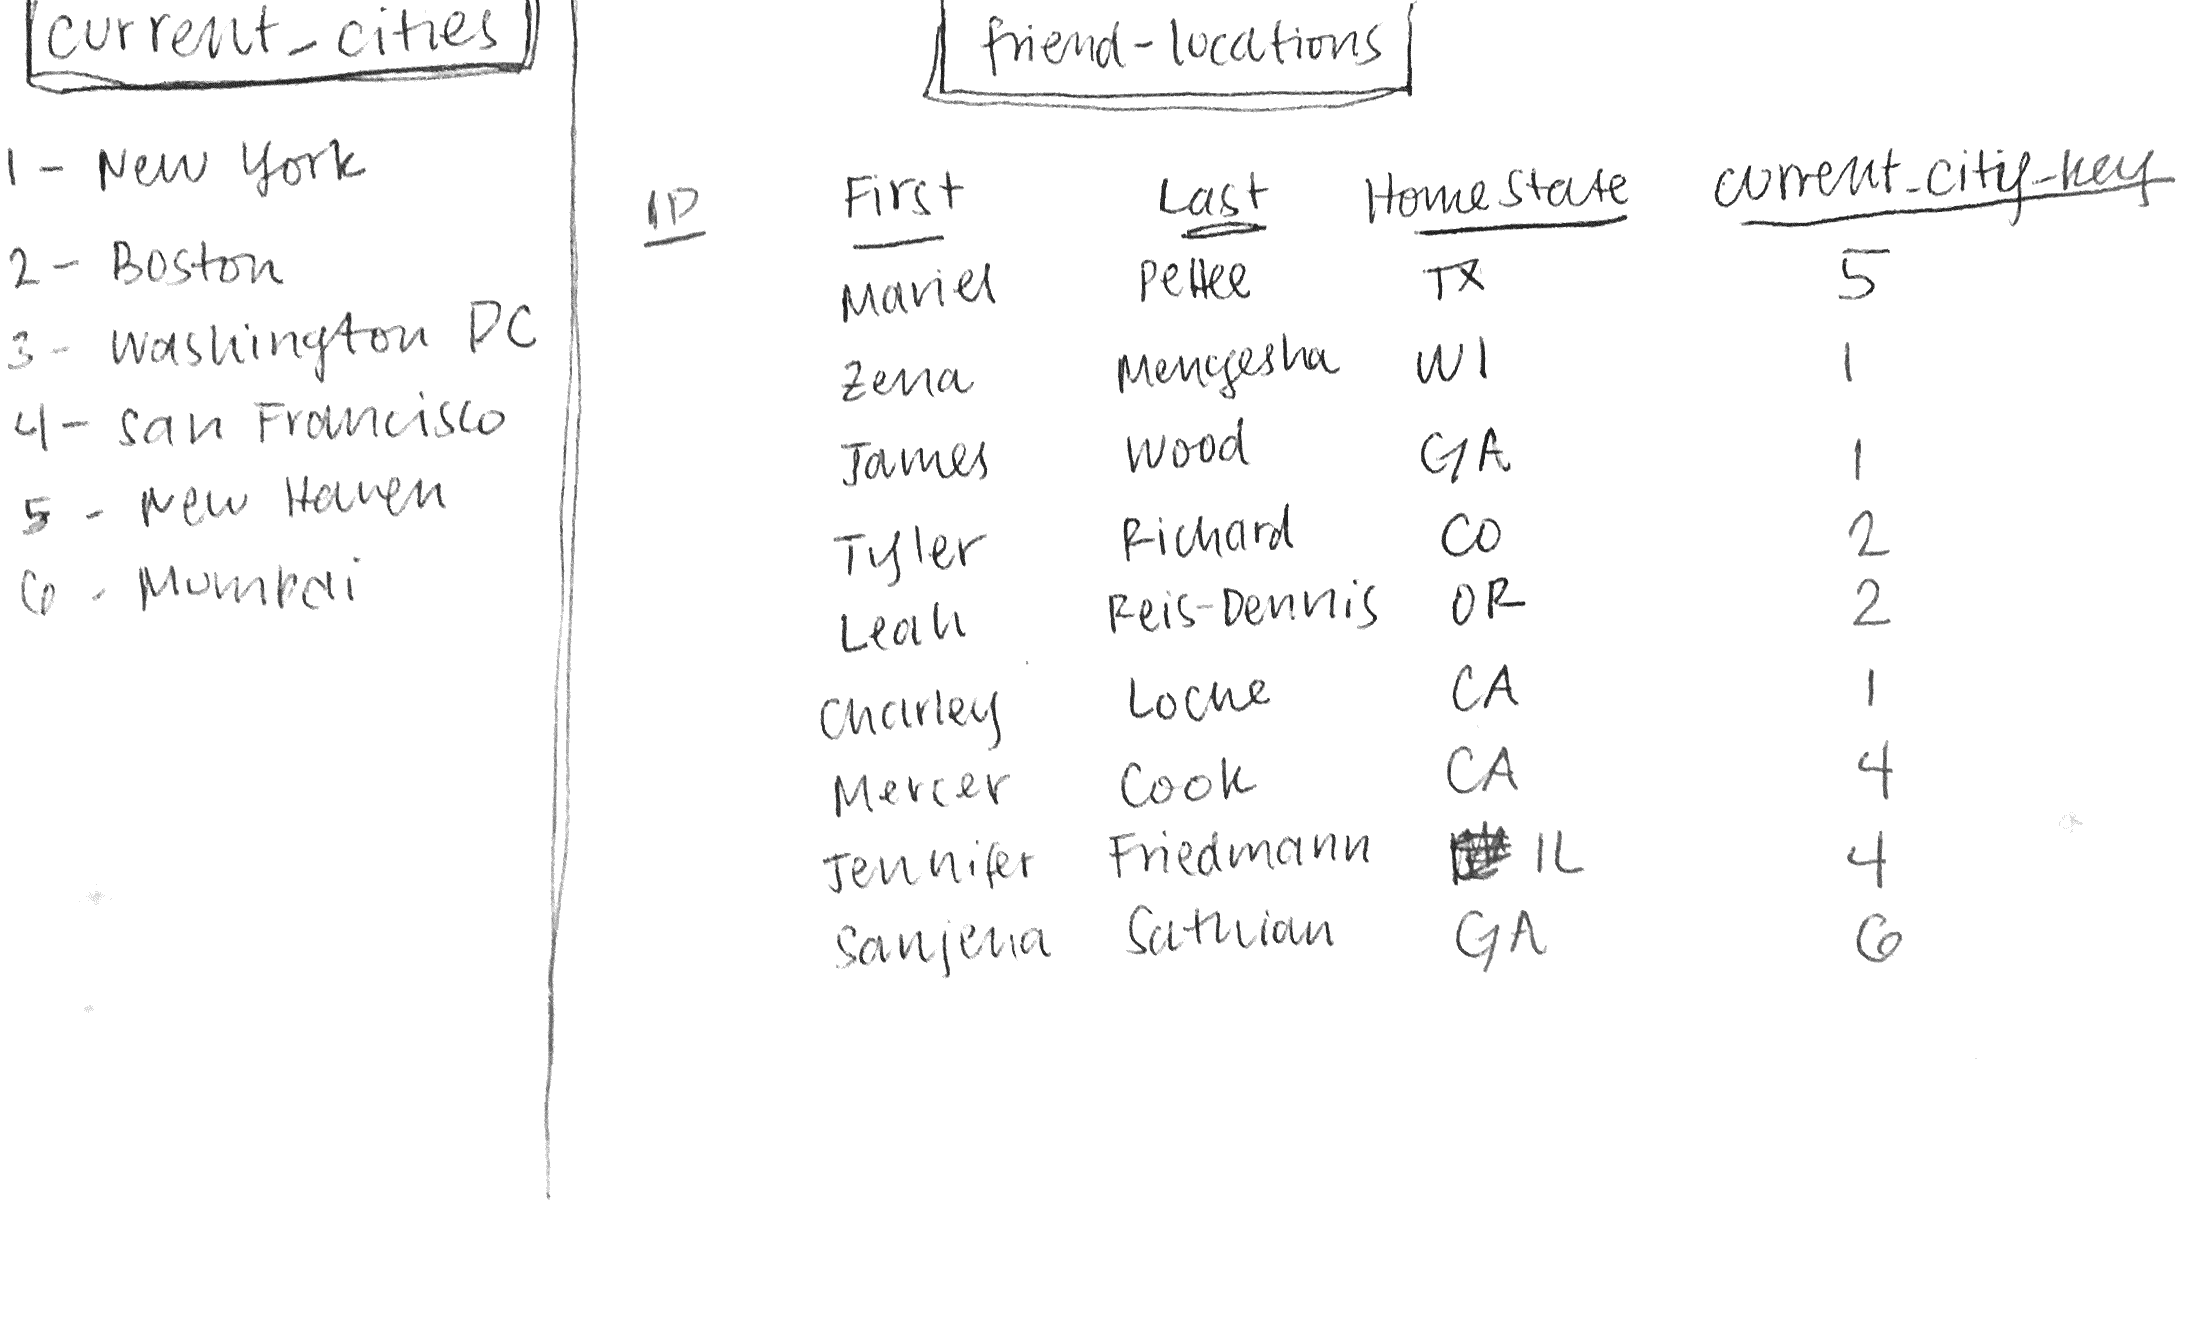 current_cities
1 - New York
2 - Boston
3 - Washington DC
4 - San Francisco
5 - New Haven
6 - Mumbai
friend-locations
ID First Last Home State current_city_key
Mariel Pettee TX 5
Zena Mengesha WI 1
James Wood GA 1
Tyler Richard CO 2
Leah Reis-Dennis OR 2
Charley Locke CA 1
Mercer Cook CA 4
Jennifer Friedmann IL 4
Sanjena Sathian GA 6